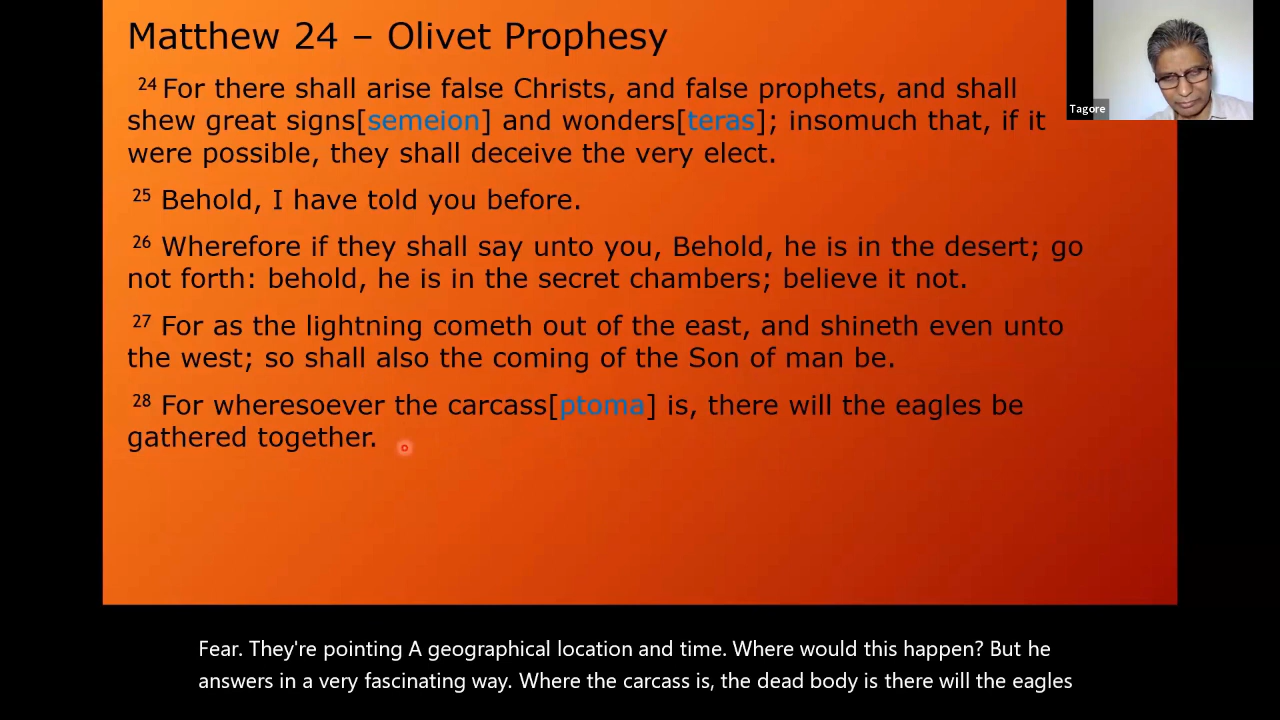 Matthew 24 – Olivet Prophesy
24 For there shall arise false Christs, and false prophets, and shall
shew great signs[semeion] and wonders[teras]; insomuch that, if it
were possible, they shall deceive the very elect.
25 Behold, I have told you before.
26 Wherefore if they shall say unto you, Behold, he is in the desert; go
not forth: behold, he is in the secret chambers; believe it not.
27 For as the lightning cometh out of the east, and shineth even unto
the west; so shall also the coming of the Son of man be.
28 For wheresoever the carcass[ptoma] is, there will the eagles be
gathered together.
Tagore
Fear. They're pointing A geographical location and time. Where would this happen? But he
answers in a very fascinating way. Where the carcass is, the dead body is there will the eagles